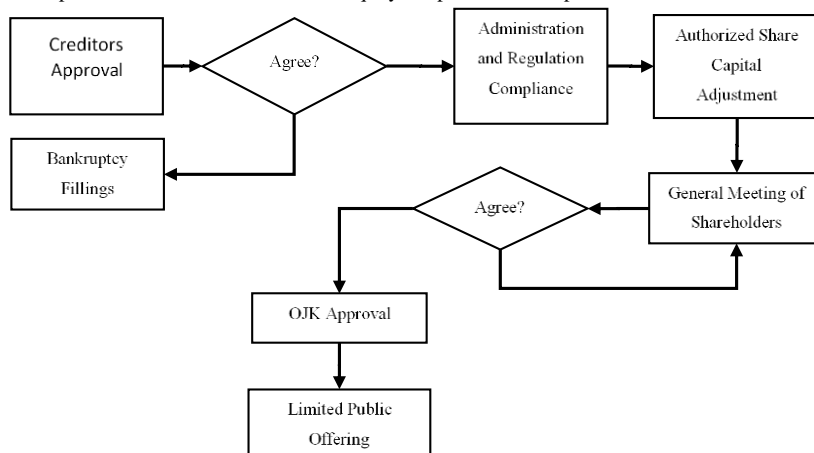 Creditors
Approval
Agree?
Administration
and Regulation
Compliance
Authorized Share
Capital
Adjustment
Bankruptcy
Fillings
General Meeting of
Shareholders
Agree?
OJK Approval
Limited Public
Offering